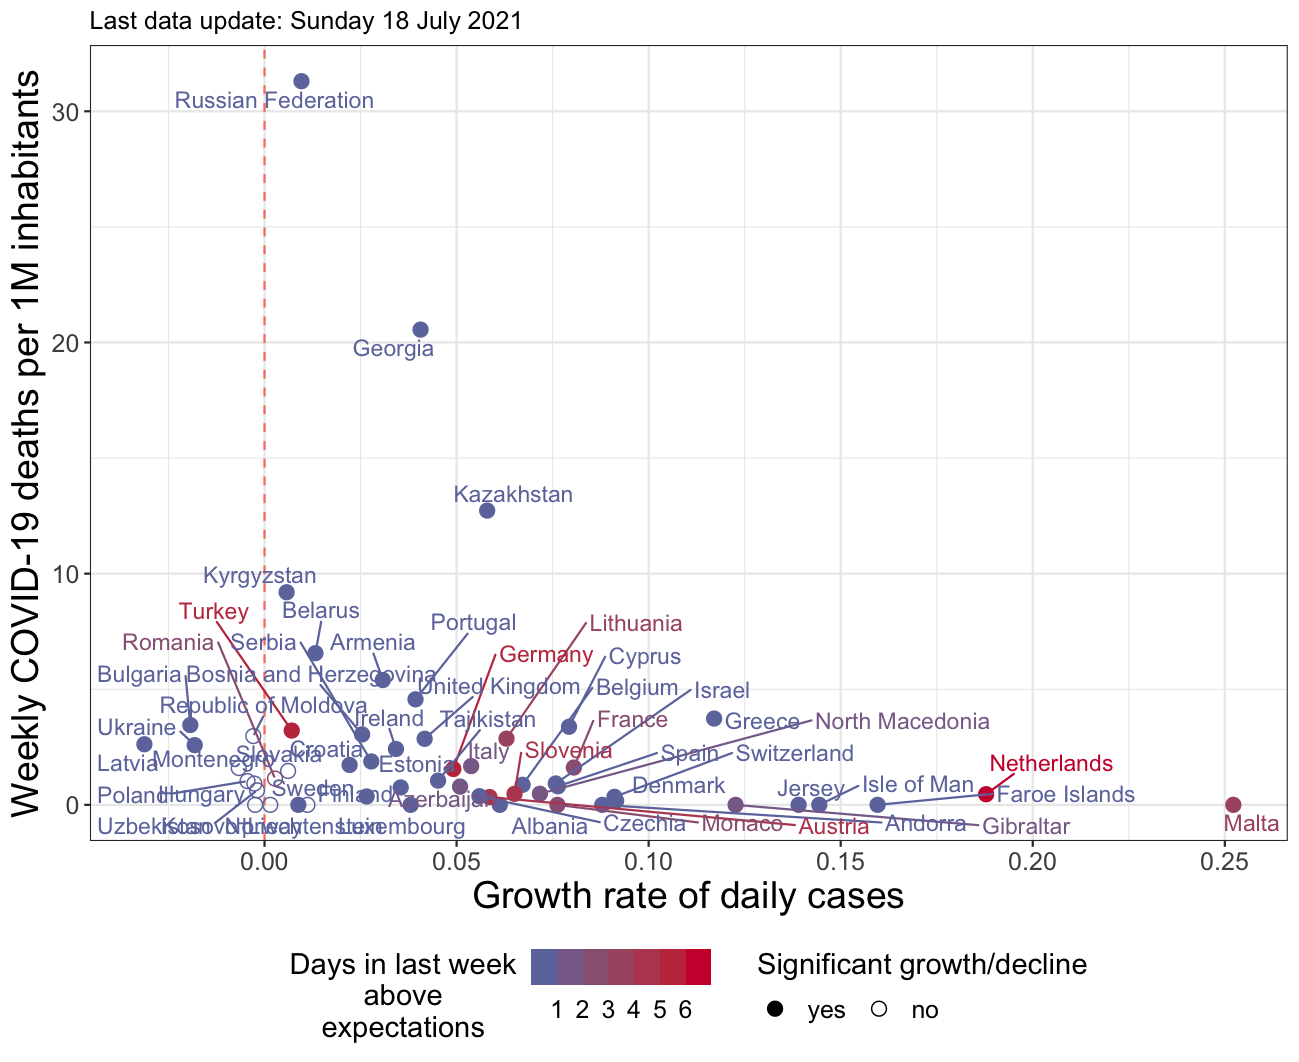 Last data update: Sunday 18 July 2021
Weekly COVID-19 deaths per 1M inhabitants
30
20
10
0
Russian Federation
Georgia
Kazakhstan
Kyrgyzstan
Turkey
Belarus
Portugal
Lithuania
Romania
Serbia
Armenia
Germany
Cyprus
Bulgaria
Bosnia and Herzegovina
United Kingdom
Belgium
Israel
Republic of Moldova
Ukraine
Ireland
Tajikistan
France
Greece
North Macedonia
Latvia
Montenegro
Slovakia
Croatia
Estonia
Italy
Slovenia
Spain
Switzerland
Netherlands
Poland
Hungary
Sweden
Finland
Azerbaijan
Denmark
Jersey
Isle of Man
Faroe Islands
Uzbekistan
Kosovo
Norway
Liechtenstein
Luxembourg
Albania
Czechia
Monaco
Austria
Andorra
Gibraltar
Malta
0.00
0.05
0.10
0.15
0.20
0.25
Growth rate of daily cases
Days in last week
above
expectations
1 2 3 4 5 6
Significant growth/decline
yes
no